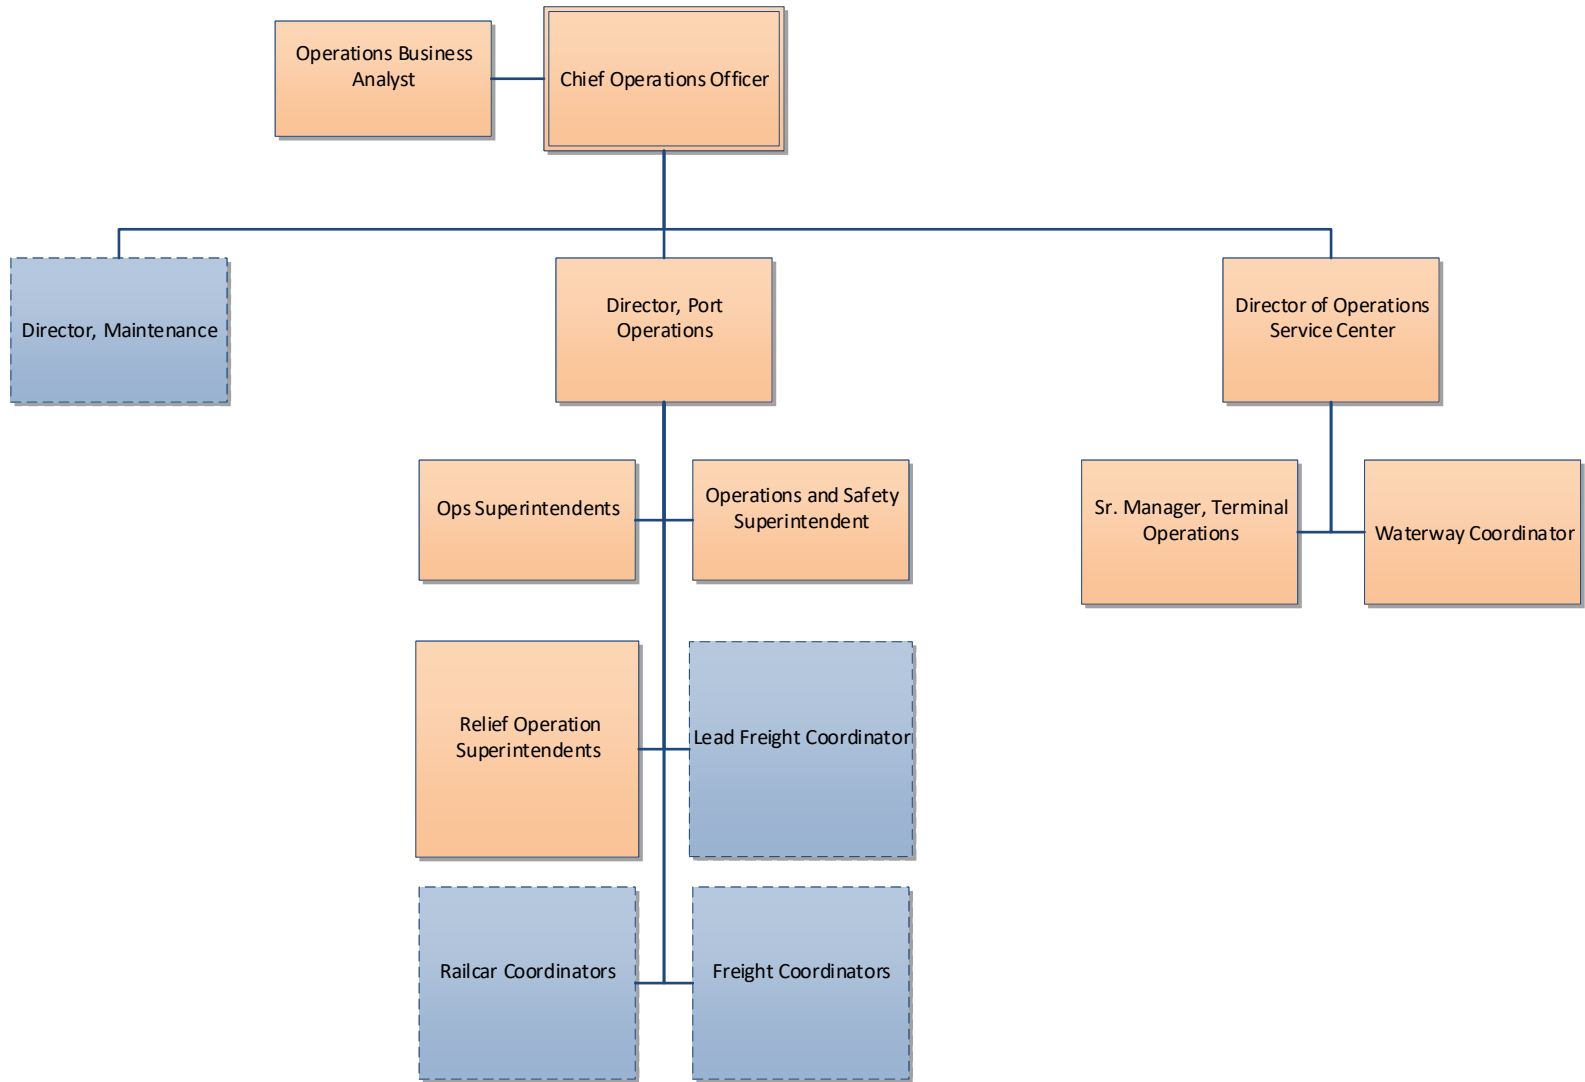 Operations Business
Analyst
Chief Operations Officer
Director, Maintenance
Director, Port
Operations
Director of Operations
Service Center
Ops Superintendents
Operations and Safety
Superintendent
Sr. Manager, Terminal
Operations
Waterway Coordinator
Relief Operation
Superintendents
Lead Freight Coordinator
Railcar Coordinators
Freight Coordinators